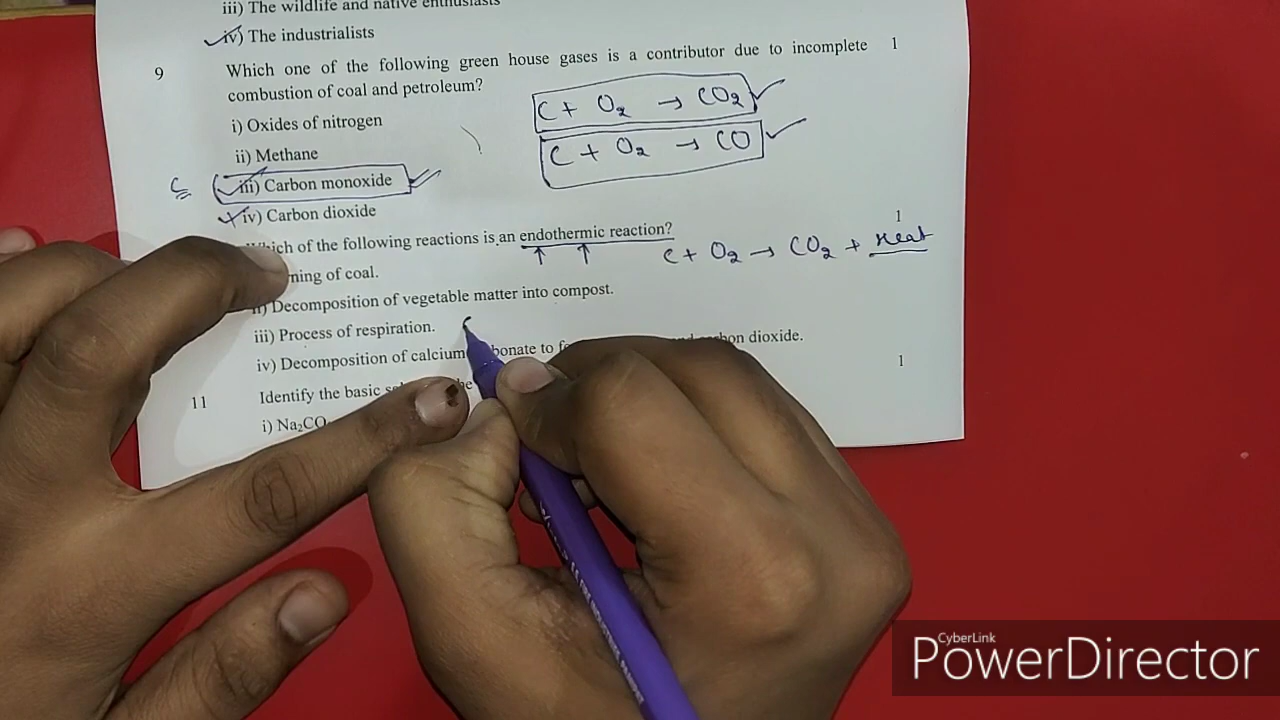 iii) The wildlife and native enthusiasts
iv) The industrialists
9 Which one of the following green house gases is a contributor due to incomplete 1
combustion of coal and petroleum?
C + O₂ → CO₂
i) Oxides of nitrogen
C + O₂ → CO
ii) Methane
C iii) Carbon monoxide
iv) Carbon dioxide
Which of the following reactions is an endothermic reaction? 1
C + O₂ → CO₂ + Heat
of coal.
ii) Decomposition of vegetable matter into compost.
iii) Process of respiration.
iv) Decomposition of calcium to dioxide.
11 Identify the basic 1
i) Na₂CO
CyberLink
PowerDirector